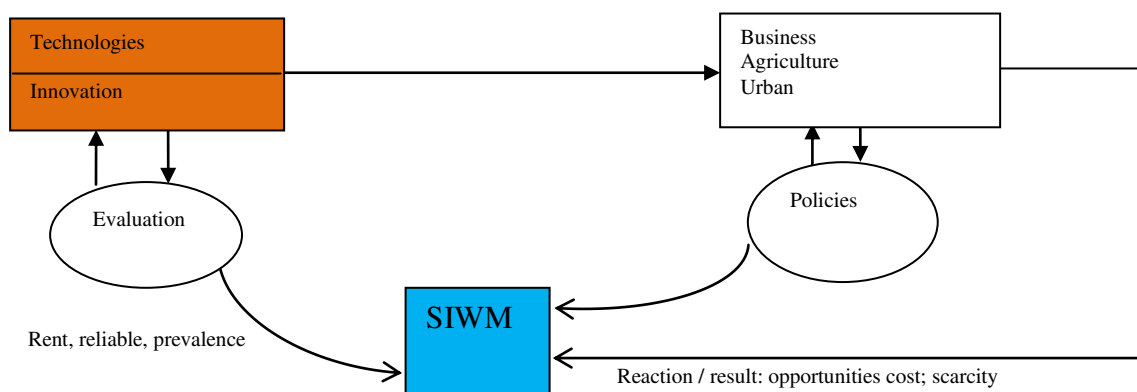 Technologies
Innovation
Business
Agriculture
Urban
Evaluation
Policies
SIWM
Rent, reliable, prevalence
Reaction / result: opportunities cost; scarcity